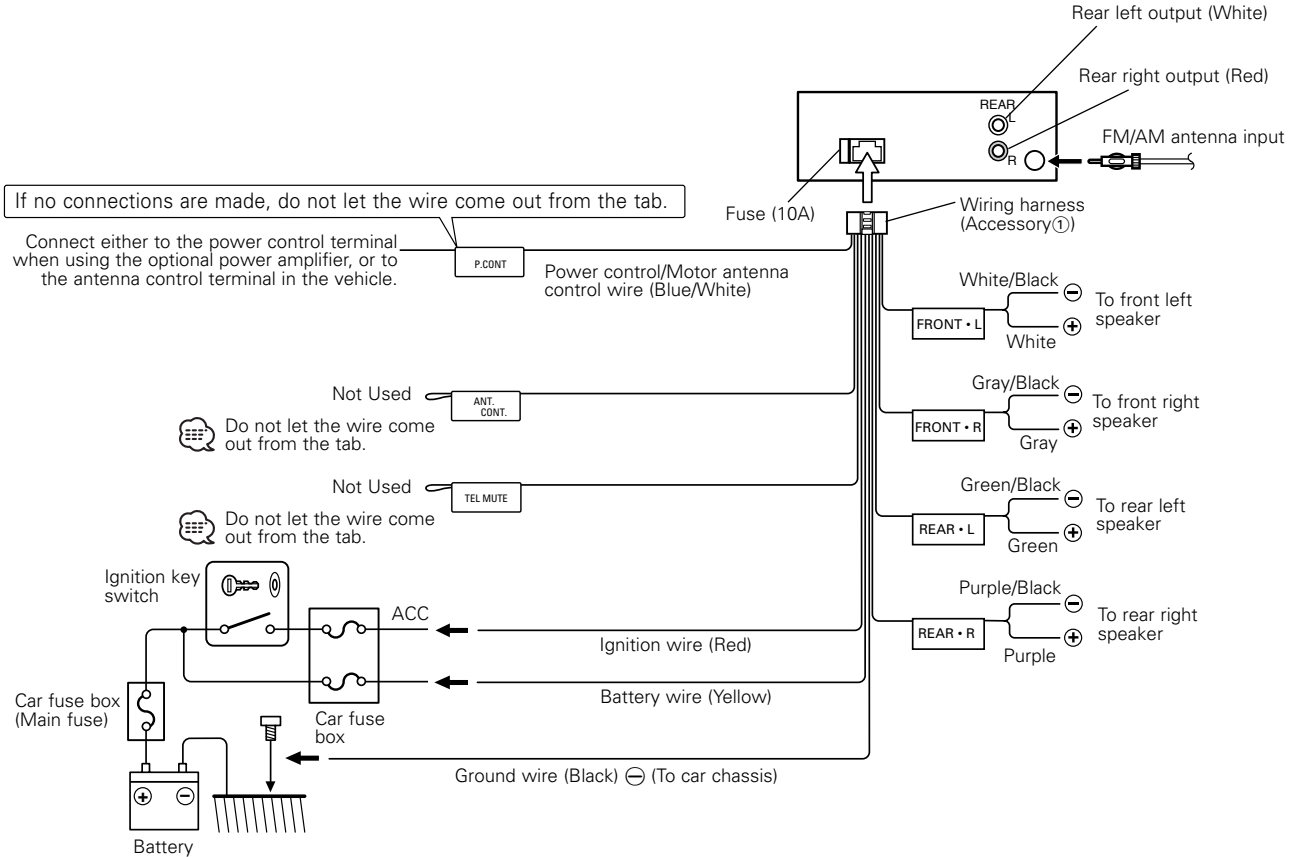 Rear left output (White)
Rear right output (Red)
REAR
L
R
FM/AM antenna input
Fuse (10A)
Wiring harness
(Accessory①)
If no connections are made, do not let the wire come out from the tab.
Connect either to the power control terminal
when using the optional power amplifier, or to
the antenna control terminal in the vehicle.
P.CONT
Power control/Motor antenna
control wire (Blue/White)
White/Black
⊖
To front left
speaker
FRONT • L
⊕
White
Not Used
ANT.
CONT.
Do not let the wire come
out from the tab.
Gray/Black
⊖
To front right
speaker
FRONT • R
⊕
Gray
Not Used
TEL MUTE
Do not let the wire come
out from the tab.
Green/Black
⊖
To rear left
speaker
REAR • L
⊕
Green
Purple/Black
⊖
To rear right
speaker
REAR • R
⊕
Purple
Ignition key
switch
ACC
Ignition wire (Red)
Battery wire (Yellow)
Car fuse box
(Main fuse)
Car fuse
box
Ground wire (Black) ⊖ (To car chassis)
⊕ ⊖
Battery